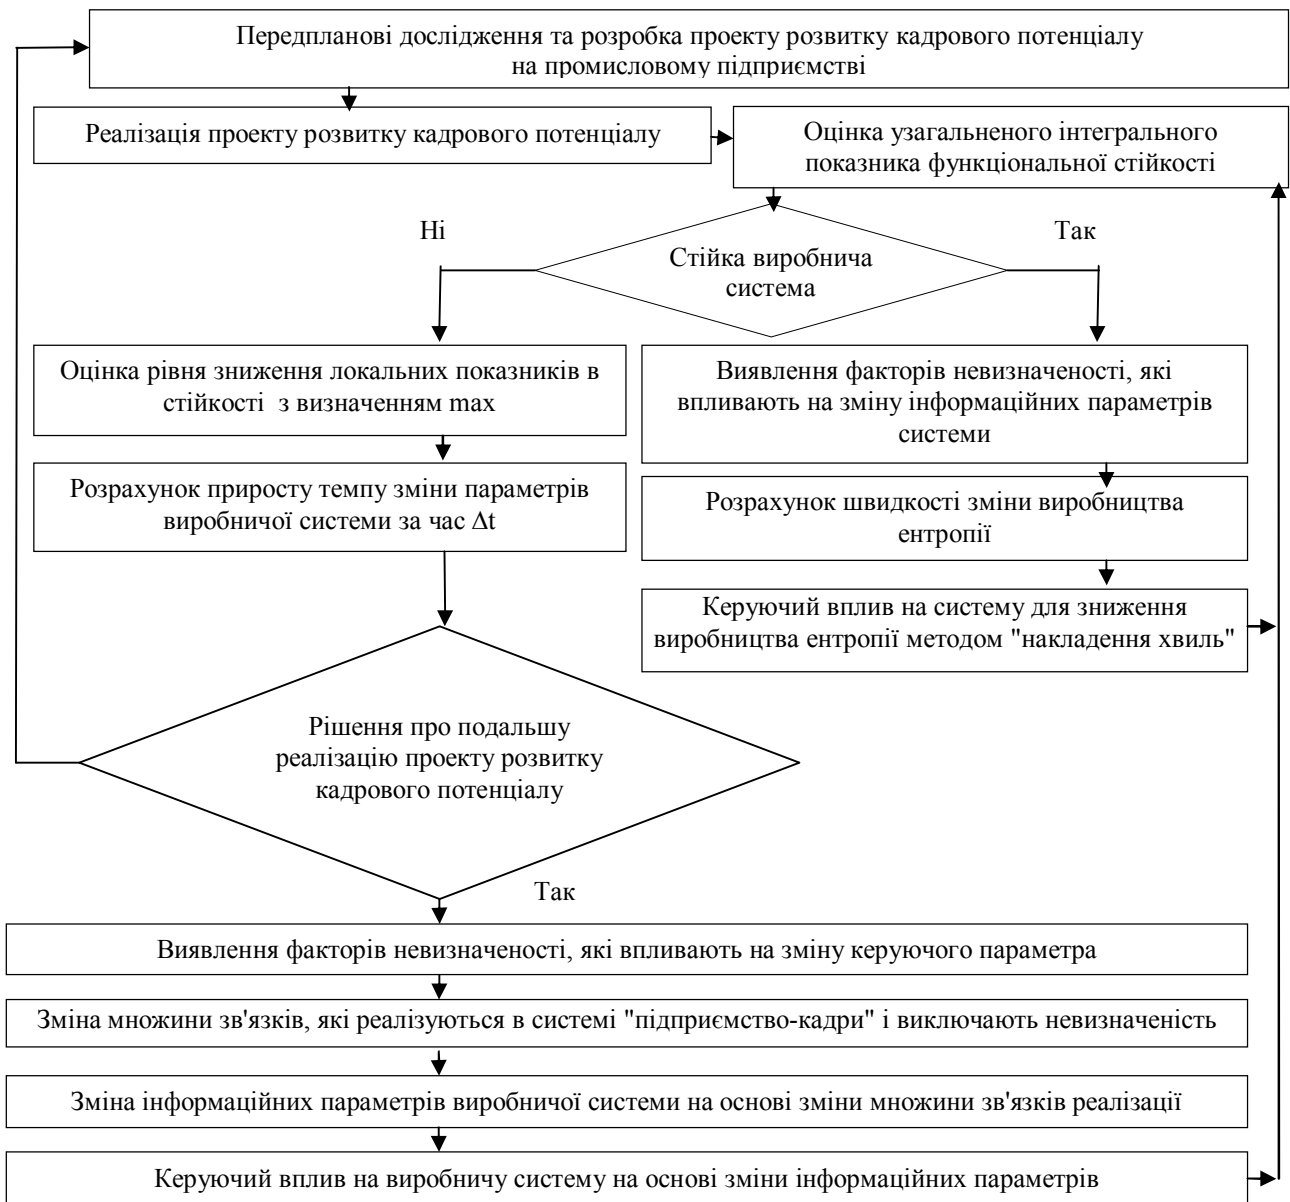 Передпланові дослідження та розробка проекту розвитку кадрового потенціалу
на промисловому підприємстві
Реалізація проекту розвитку кадрового потенціалу
Оцінка узагальненого інтегрального
показника функціональної стійкості
Ні
Так
Стійка виробнича
система
Оцінка рівня зниження локальних показників в
стійкості з визначенням max
Виявлення факторів невизначеності, які
впливають на зміну інформаційних параметрів
системи
Розрахунок приросту темпу зміни параметрів
виробничої системи за час Δt
Розрахунок швидкості зміни виробництва
ентропії
Керуючий вплив на систему для зниження
виробництва ентропії методом "накладення хвиль"
Рішення про подальшу
реалізацію проекту розвитку
кадрового потенціалу
Так
Виявлення факторів невизначеності, які впливають на зміну керуючого параметра
Зміна множини зв'язків, які реалізуються в системі "підприємство-кадри" і виключають невизначеність
Зміна інформаційних параметрів виробничої системи на основі зміни множини зв'язків реалізації
Керуючий вплив на виробничу систему на основі зміни інформаційних параметрів